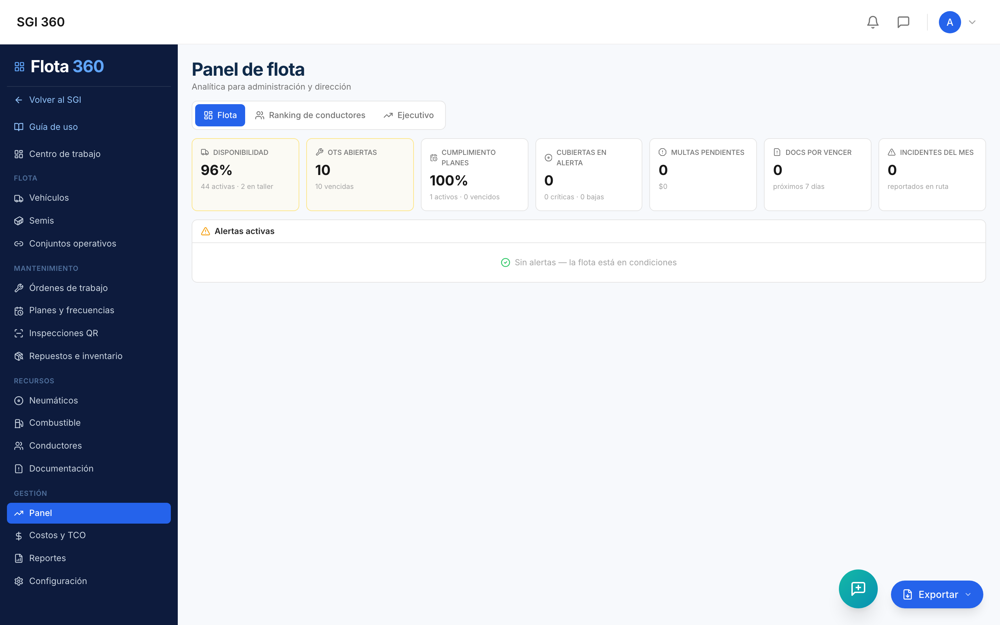 SGI 360
A
Flota 360
Volver al SGI
Guía de uso
Centro de trabajo
FLOTA
Vehículos
Semis
Conjuntos operativos
MANTENIMIENTO
Órdenes de trabajo
Planes y frecuencias
Inspecciones QR
Repuestos e inventario
RECURSOS
Neumáticos
Combustible
Conductores
Documentación
GESTIÓN
Panel
Costos y TCO
Reportes
Configuración
Panel de flota
Analítica para administración y dirección
Flota
Ranking de conductores
Ejecutivo
DISPONIBILIDAD
96%
44 activas · 2 en taller
OTS ABIERTAS
10
10 vencidas
CUMPLIMIENTO
PLANES
100%
1 activos · 0 vencidos
CUBIERTAS EN
ALERTA
0
0 críticas · 0 bajas
MULTAS PENDIENTES
0
$0
DOCS POR VENCER
0
próximos 7 días
INCIDENTES DEL MES
0
reportados en ruta
Alertas activas
Sin alertas — la flota está en condiciones
Exportar